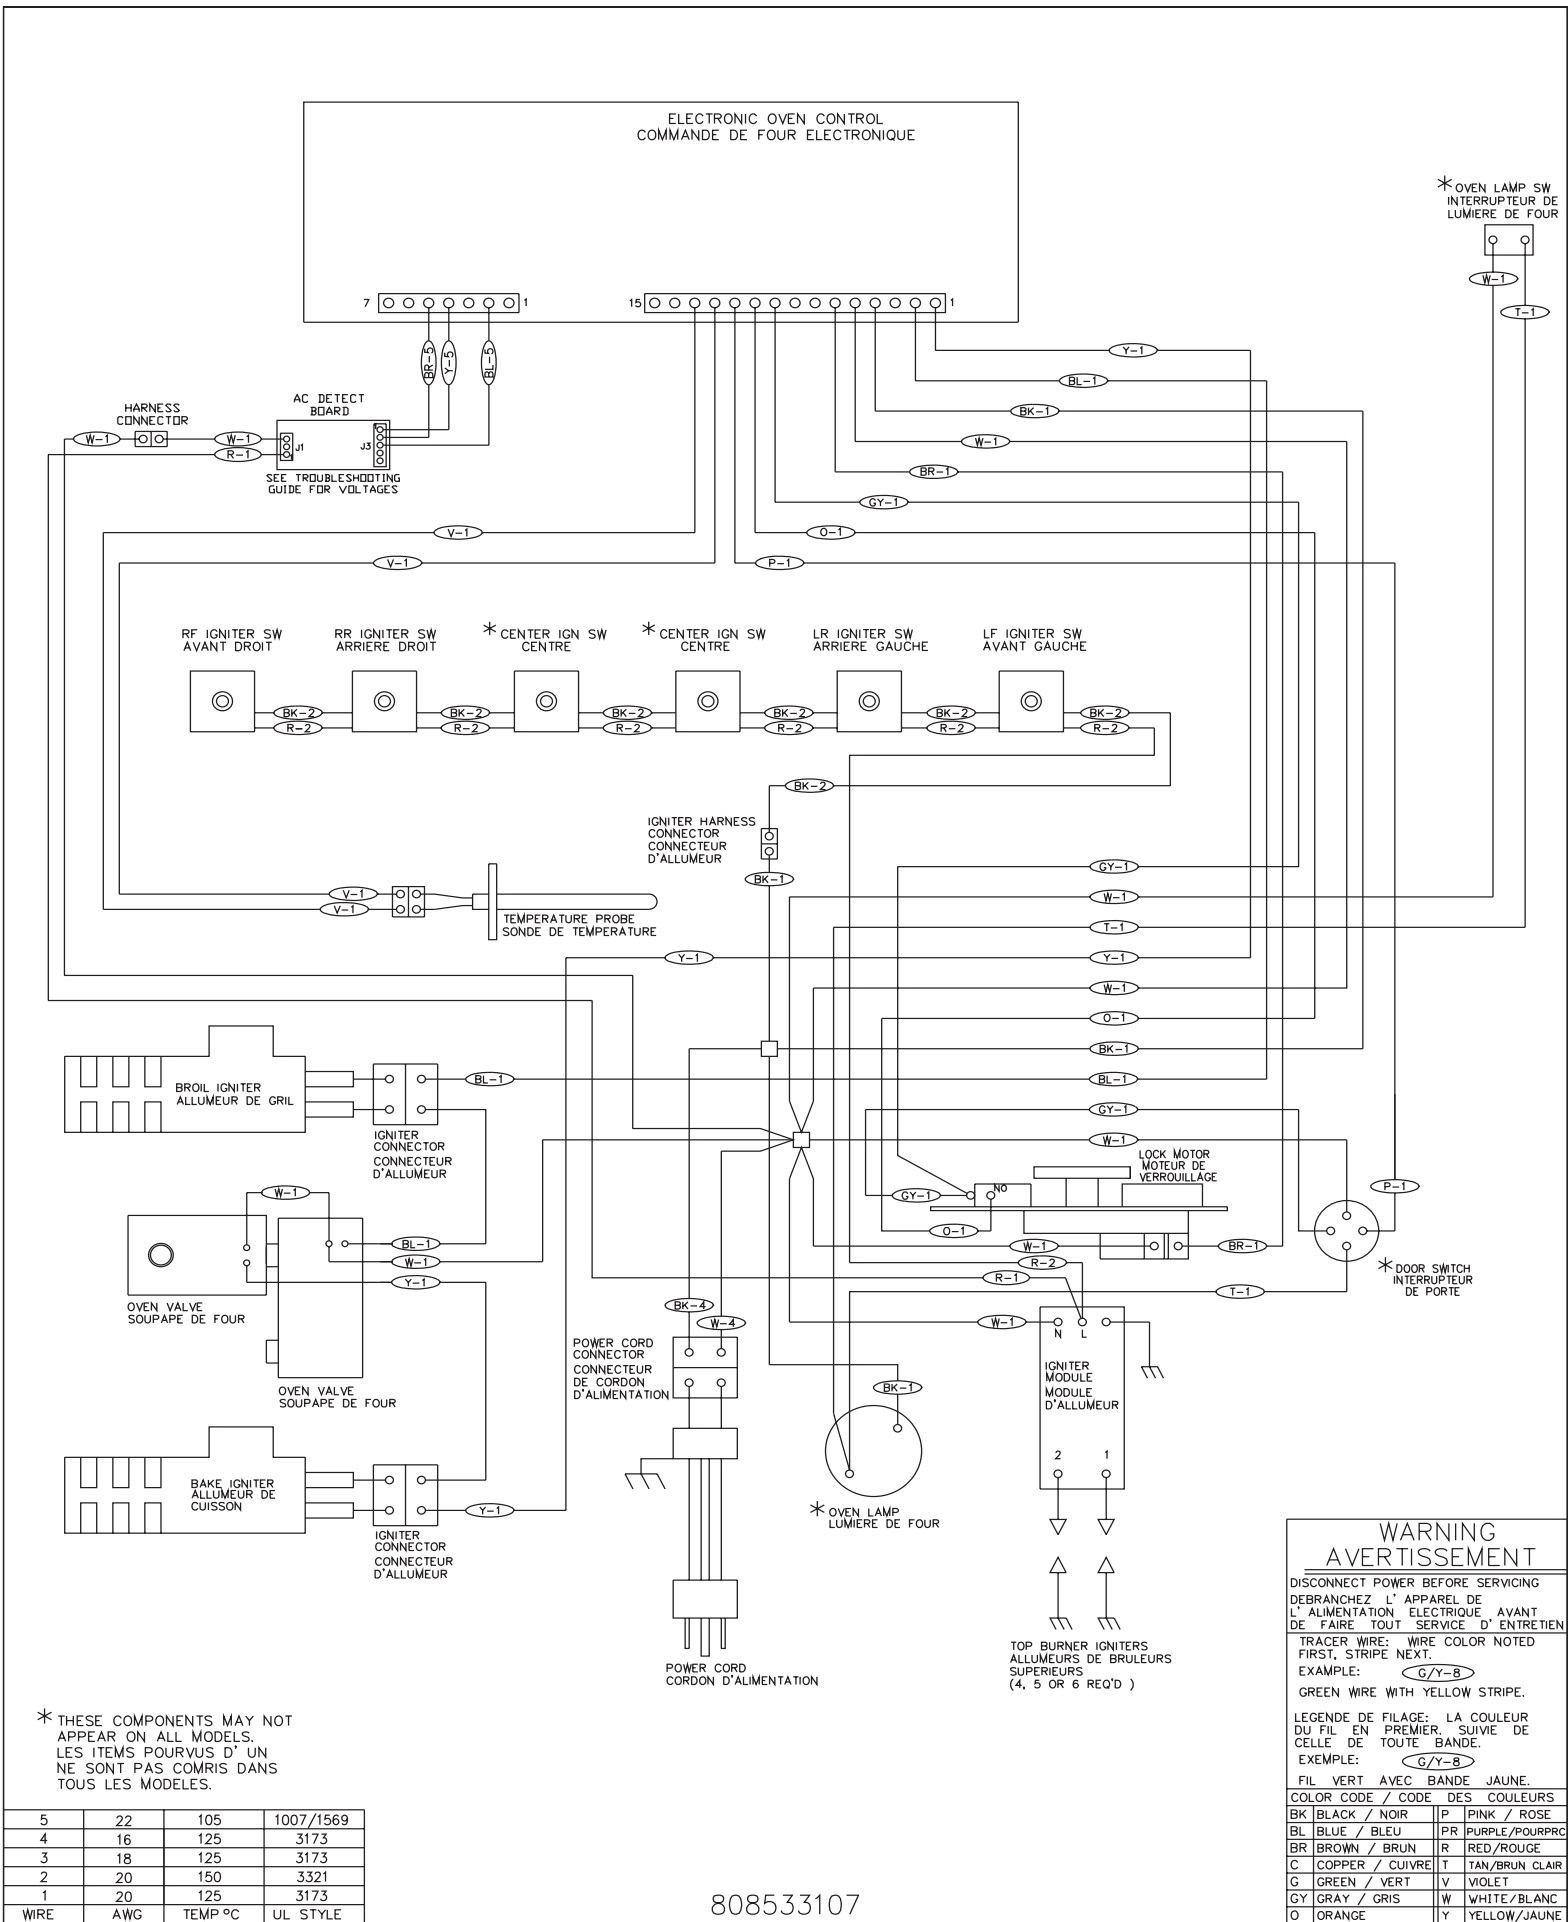 ELECTRONIC OVEN CONTROL
COMMANDE DE FOUR ELECTRONIQUE
* OVEN LAMP SW
INTERRUPTEUR DE
LUMIERE DE FOUR
W-1
T-1
7
1
15
1
BR-5
Y-5
BL-5
Y-1
BL-1
BK-1
W-1
BR-1
GY-1
O-1
P-1
V-1
V-1
HARNESS
CONNECTOR
AC DETECT
BOARD
W-1
W-1
R-1
J1
J3
SEE TROUBLESHOOTING
GUIDE FOR VOLTAGES
RF IGNITER SW
AVANT DROIT
RR IGNITER SW
ARRIERE DROIT
* CENTER IGN SW
CENTRE
* CENTER IGN SW
CENTRE
LR IGNITER SW
ARRIERE GAUCHE
LF IGNITER SW
AVANT GAUCHE
BK-2
BK-2
BK-2
BK-2
BK-2
BK-2
R-2
R-2
R-2
R-2
R-2
R-2
BK-2
IGNITER HARNESS
CONNECTOR
CONNECTEUR
D'ALLUMEUR
BK-1
V-1
V-1
TEMPERATURE PROBE
SONDE DE TEMPERATURE
GY-1
W-1
T-1
Y-1
Y-1
W-1
O-1
BK-1
BL-1
BL-1
GY-1
W-1
BROIL IGNITER
ALLUMEUR DE GRIL
IGNITER
CONNECTOR
CONNECTEUR
D'ALLUMEUR
LOCK MOTOR
MOTEUR DE
VERROUILLAGE
NO
GY-1
O-1
W-1
BR-1
P-1
R-2
R-1
T-1
* DOOR SWITCH
INTERRUPTEUR
DE PORTE
W-1
BL-1
W-1
Y-1
OVEN VALVE
SOUPAPE DE FOUR
OVEN VALVE
SOUPAPE DE FOUR
BK-4
W-4
POWER CORD
CONNECTOR
CONNECTEUR
DE CORDON
D'ALIMENTATION
W-1
N
L
IGNITER
MODULE
MODULE
D'ALLUMEUR
2
1
BK-1
* OVEN LAMP
LUMIERE DE FOUR
BAKE IGNITER
ALLUMEUR DE
CUISSON
Y-1
IGNITER
CONNECTOR
CONNECTEUR
D'ALLUMEUR
POWER CORD
CORDON D'ALIMENTATION
TOP BURNER IGNITERS
ALLUMEURS DE BRULEURS
SUPERIEURS
(4, 5 OR 6 REQ'D )
* THESE COMPONENTS MAY NOT
APPEAR ON ALL MODELS.
LES ITEMS POURVUS D' UN
NE SONT PAS COMRIS DANS
TOUS LES MODELES.
5 22 105 1007/1569
4 16 125 3173
3 18 125 3173
2 20 150 3321
1 20 125 3173
WIRE AWG TEMP °C UL STYLE
808533107
WARNING
AVERTISSEMENT
DISCONNECT POWER BEFORE SERVICING
DEBRANCHEZ L' APPAREL DE
L' ALIMENTATION ELECTRIQUE AVANT
DE FAIRE TOUT SERVICE D' ENTRETIEN
TRACER WIRE: WIRE COLOR NOTED
FIRST, STRIPE NEXT.
EXAMPLE: G/Y-8
GREEN WIRE WITH YELLOW STRIPE.
LEGENDE DE FILAGE: LA COULEUR
DU FIL EN PREMIER, SUIVIE DE
CELLE DE TOUTE BANDE.
EXEMPLE: G/Y-8
FIL VERT AVEC BANDE JAUNE.
COLOR CODE / CODE DES COULEURS
BK BLACK / NOIR P PINK / ROSE
BL BLUE / BLEU PR PURPLE/POURPRC
BR BROWN / BRUN R RED/ROUGE
C COPPER / CUIVRE T TAN/BRUN CLAIR
G GREEN / VERT V VIOLET
GY GRAY / GRIS W WHITE/BLANC
O ORANGE Y YELLOW/JAUNE